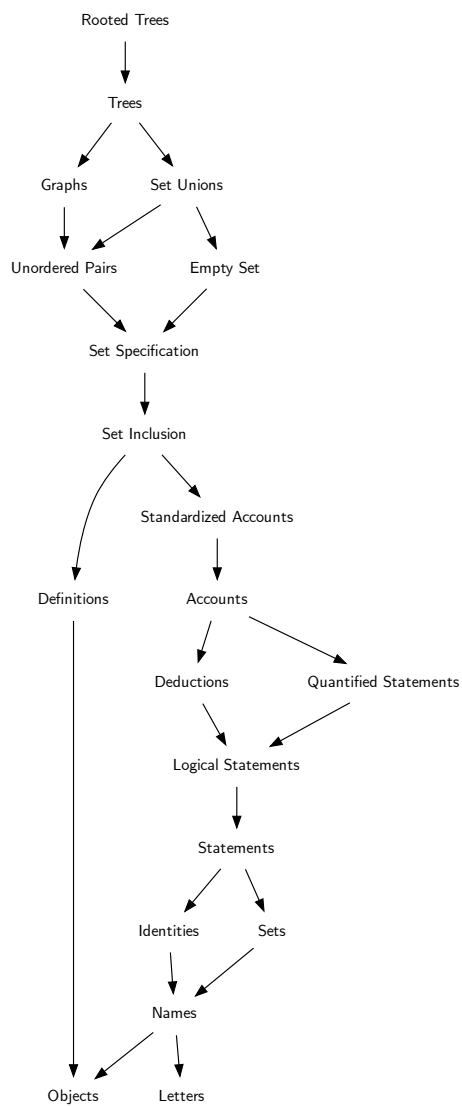 Rooted Trees
Trees
Graphs
Set Unions
Unordered Pairs
Empty Set
Set Specification
Set Inclusion
Standardized Accounts
Definitions
Accounts
Deductions
Quantified Statements
Logical Statements
Statements
Identities
Sets
Names
Objects
Letters